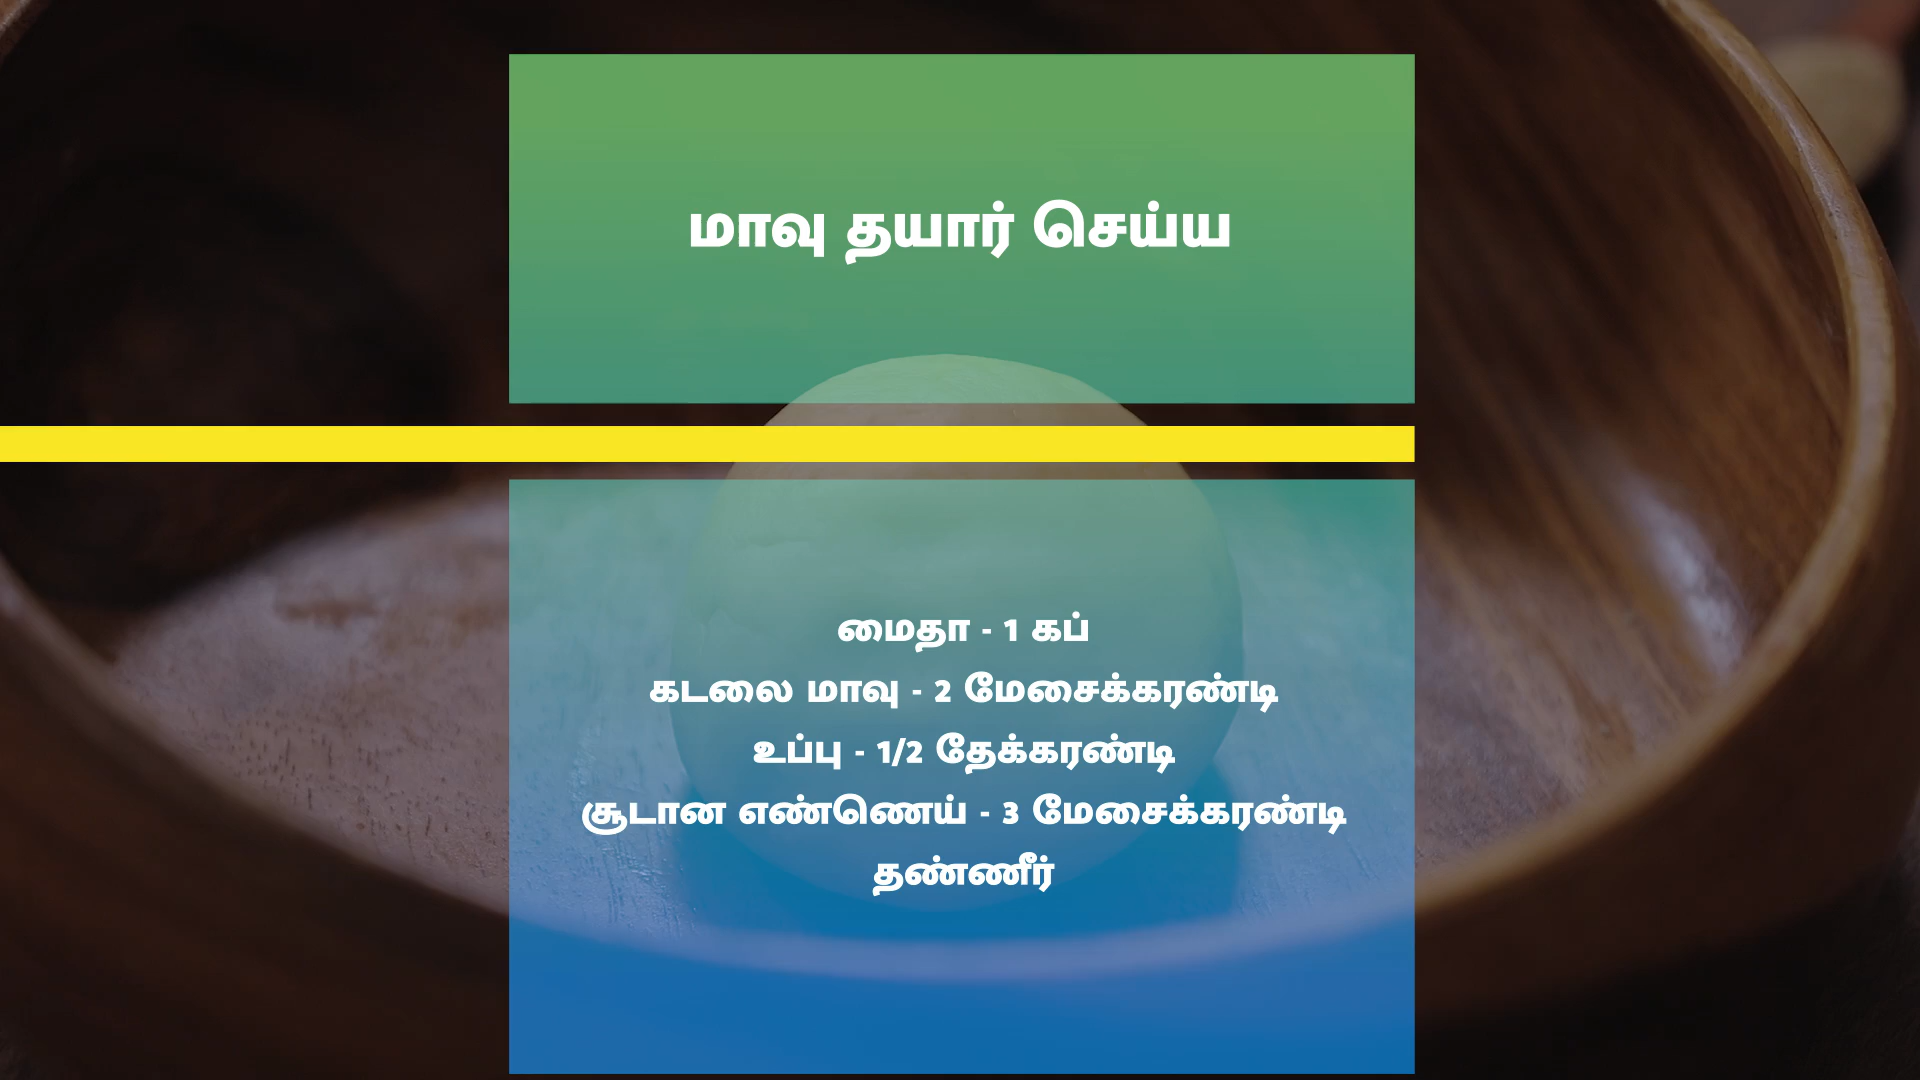 மாவு தயார் செய்ய
மைதா - 1 கப்
கடலை மாவு - 2 மேசைக்கரண்டி
உப்பு - 1/2 தேக்கரண்டி
சூடான எண்ணெய் - 3 மேசைக்கரண்டி
தண்ணீர்